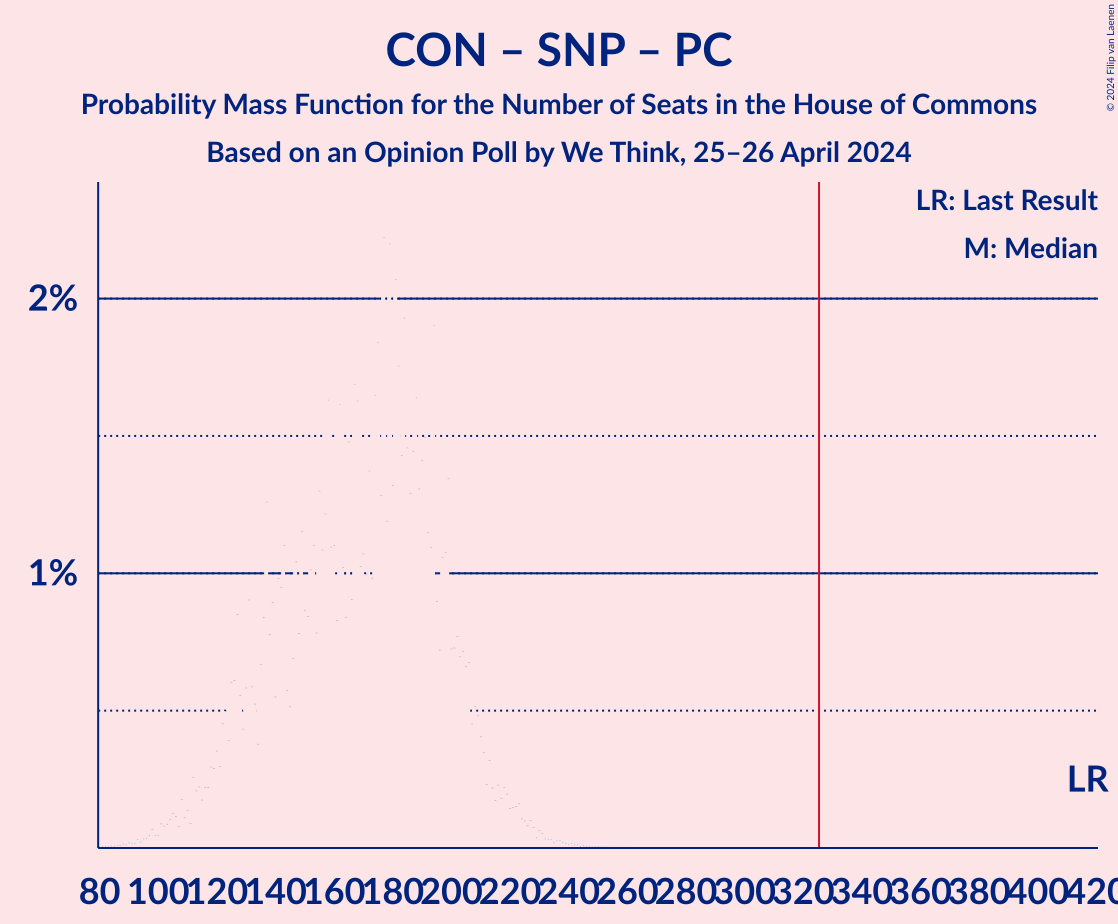 CON – SNP – PC
Probability Mass Function for the Number of Seats in the House of Commons
Based on an Opinion Poll by We Think, 25–26 April 2024
© 2024 Filip van Laenen
LR: Last Result
M: Median
2%
1%
LR
80 100 120 140 160 180 200 220 240 260 280 300 320 340 360 380 400 420